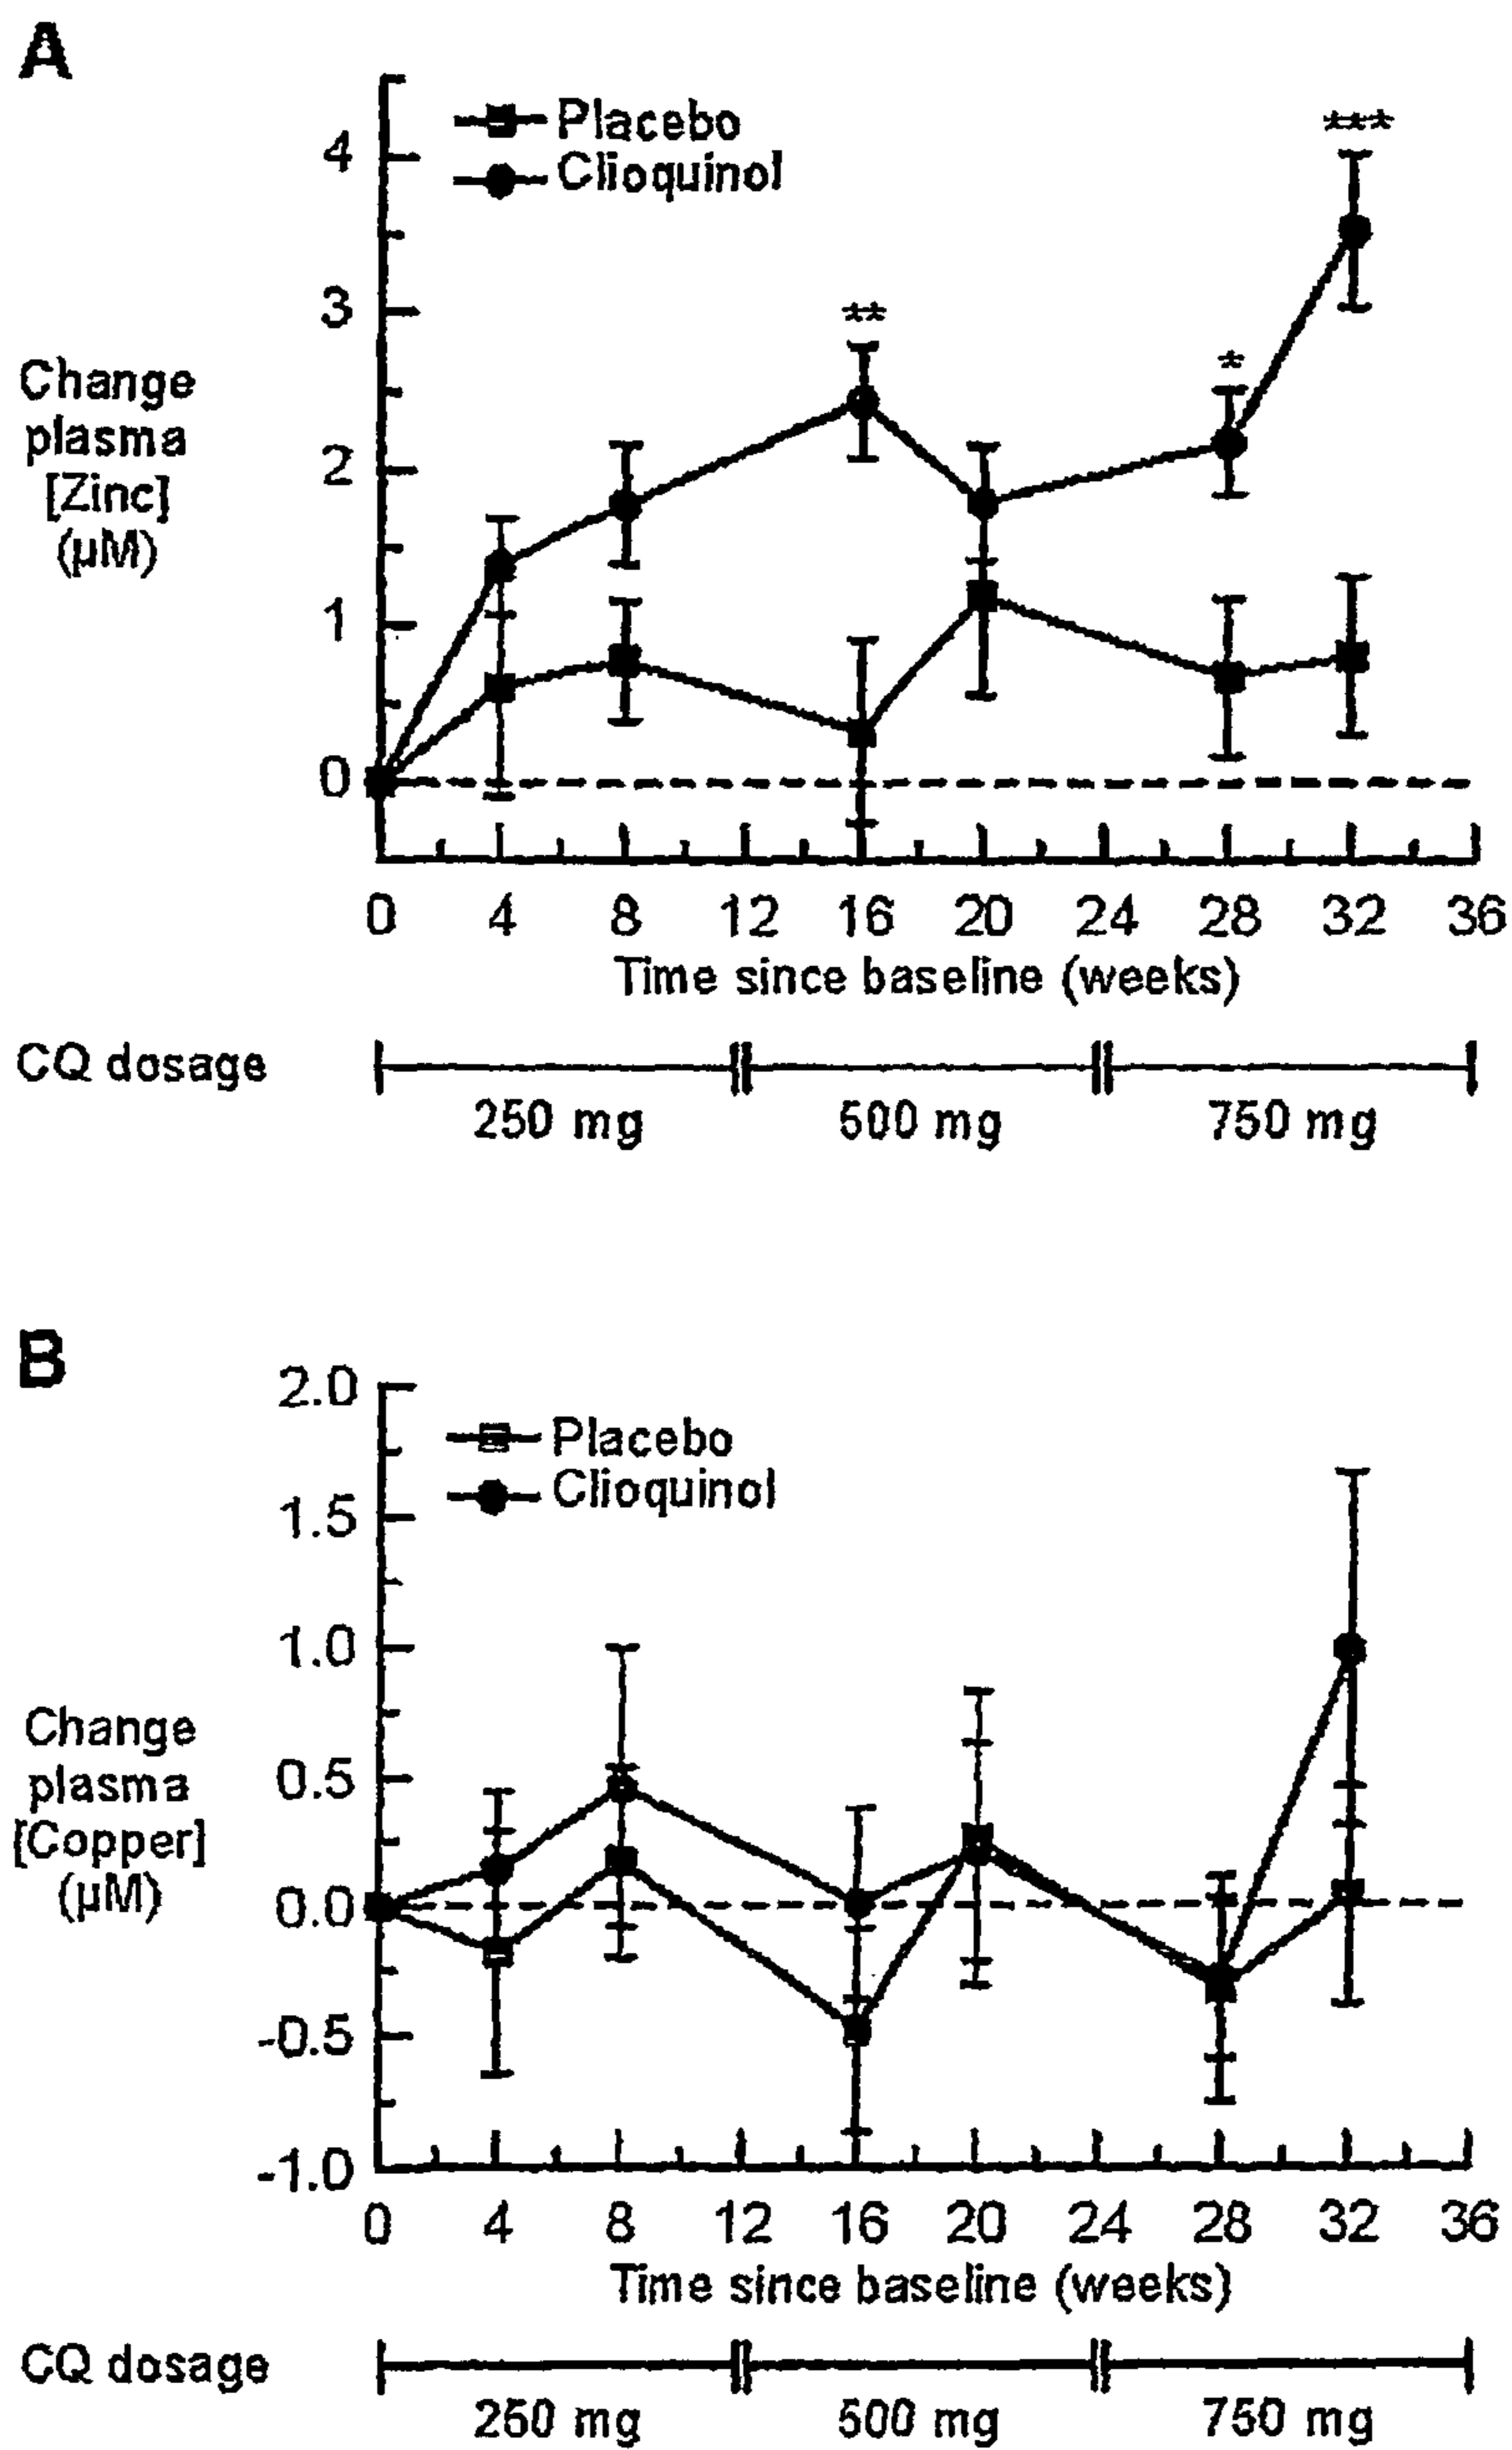 A
Placebo
Clioquinol
***
**
*
4
3
2
1
0
Change
plasma
[Zinc]
(µM)
0 4 8 12 16 20 24 28 32 36
Time since baseline (weeks)
CQ dosage
250 mg 500 mg 750 mg
B
Placebo
Clioquinol
2.0
1.5
1.0
0.5
0.0
-0.5
-1.0
Change
plasma
[Copper]
(µM)
0 4 8 12 16 20 24 28 32 36
Time since baseline (weeks)
CQ dosage
250 mg 500 mg 750 mg